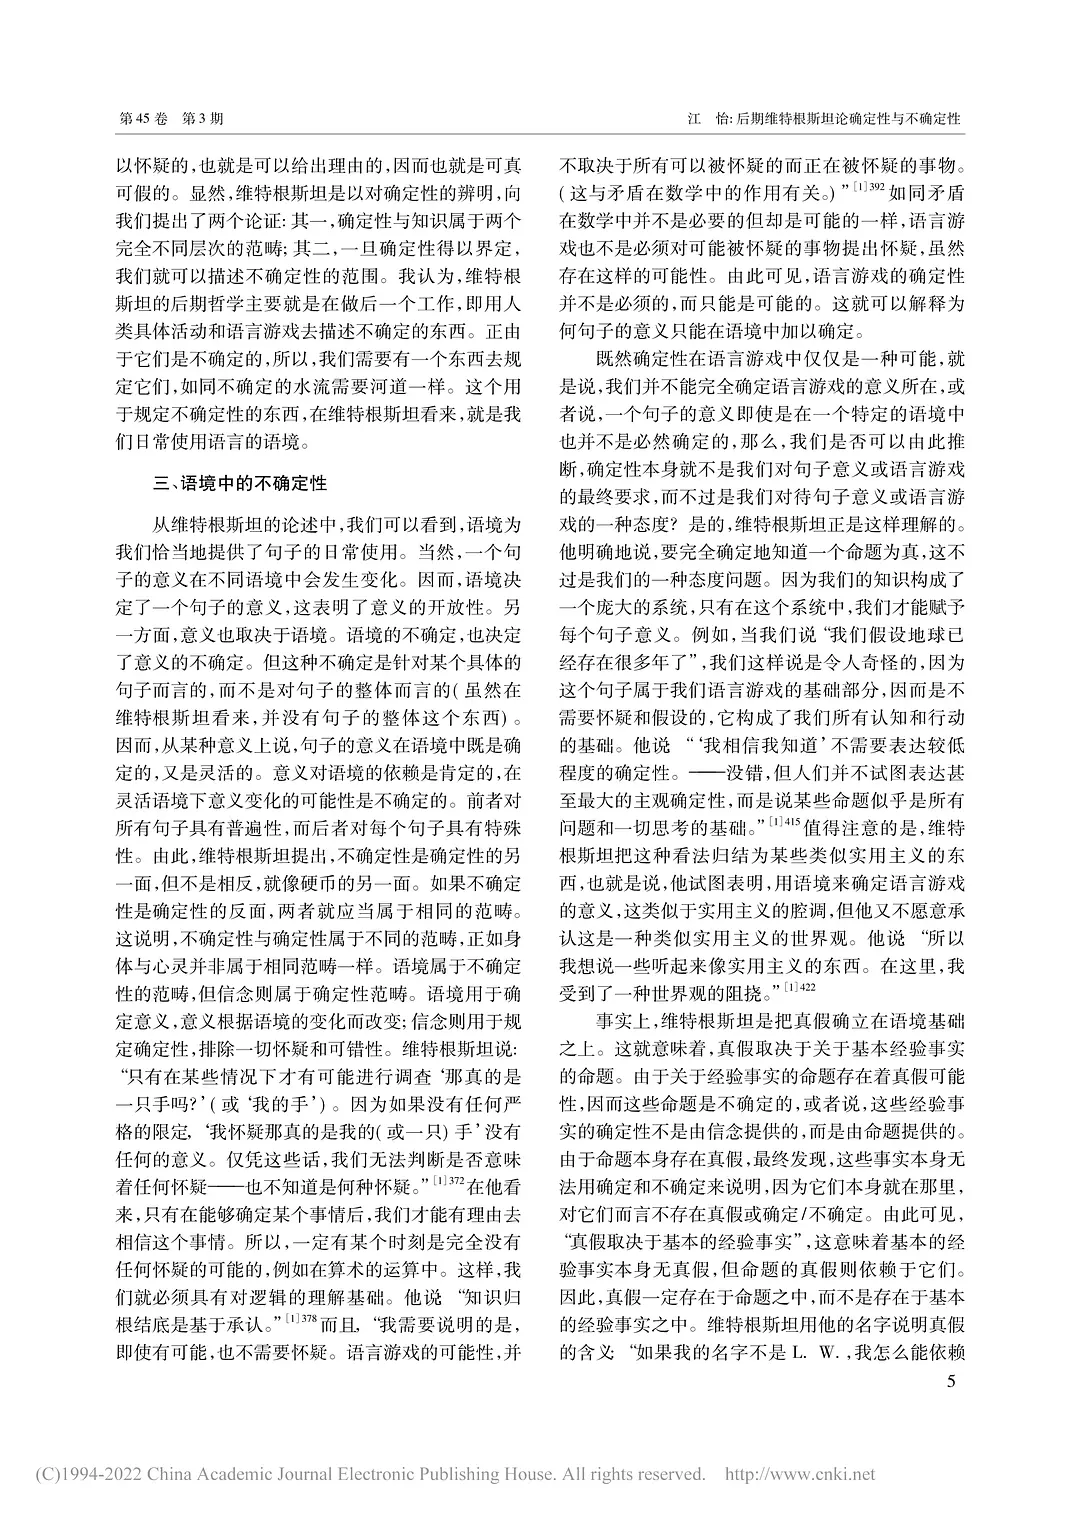 第45卷 第3期
江 怡:后期维特根斯坦论确定性与不确定性
以怀疑的,也就是可以给出理由的,因而也就是可真
可假的。显然,维特根斯坦是以对确定性的辨明,向
我们提出了两个论证:其一,确定性与知识属于两个
完全不同层次的范畴;其二,一旦确定性得以界定,
我们就可以描述不确定性的范围。我认为,维特根
斯坦的后期哲学主要就是在做后一个工作,即用人
类具体活动和语言游戏去描述不确定的东西。正由
于它们是不确定的,所以,我们需要有一个东西去规
定它们,如同不确定的水流需要河道一样。这个用
于规定不确定性的东西,在维特根斯坦看来,就是我
们日常使用语言的语境。
三、语境中的不确定性
从维特根斯坦的论述中,我们可以看到,语境为
我们恰当地提供了句子的日常使用。当然,一个句
子的意义在不同语境中会发生变化。因而,语境决
定了一个句子的意义,这表明了意义的开放性。另
一方面,意义也取决于语境。语境的不确定,也决定
了意义的不确定。但这种不确定是针对某个具体的
句子而言的,而不是对句子的整体而言的(虽然在
维特根斯坦看来,并没有句子的整体这个东西)。
因而,从某种意义上说,句子的意义在语境中既是确
定的,又是灵活的。意义对语境的依赖是肯定的,在
灵活语境下意义变化的可能性是不确定的。前者对
所有句子具有普遍性,而后者对每个句子具有特殊
性。由此,维特根斯坦提出,不确定性是确定性的另
一面,但不是相反,就像硬币的另一面。如果不确定
性是确定性的反面,两者就应当属于相同的范畴。
这说明,不确定性与确定性属于不同的范畴,正如身
体与心灵并非属于相同范畴一样。语境属于不确定
性的范畴,但信念则属于确定性范畴。语境用于确
定意义,意义根据语境的变化而改变;信念则用于规
定确定性,排除一切怀疑和可错性。维特根斯坦说:
“只有在某些情况下才有可能进行调查‘那真的是
一只手吗?’(或‘我的手’)。因为如果没有任何严
格的限定,‘我怀疑那真的是我的(或一只)手’没有
任何的意义。仅凭这些话,我们无法判断是否意味
着任何怀疑——也不知道是何种怀疑。”[1]372在他看
来,只有在能够确定某个事情后,我们才能有理由去
相信这个事情。所以,一定有某个时刻是完全没有
任何怀疑的可能的,例如在算术的运算中。这样,我
们就必须具有对逻辑的理解基础。他说“知识归
根结底是基于承认。”[1]378而且,“我需要说明的是,
即使有可能,也不需要怀疑。语言游戏的可能性,并
不取决于所有可以被怀疑的而正在被怀疑的事物。
(这与矛盾在数学中的作用有关。)”[1]392如同矛盾
在数学中并不是必要的但却是可能的一样,语言游
戏也不是必须对可能被怀疑的事物提出怀疑,虽然
存在这样的可能性。由此可见,语言游戏的确定性
并不是必须的,而只能是可能的。这就可以解释为
何句子的意义只能在语境中加以确定。
既然确定性在语言游戏中仅仅是一种可能,就
是说,我们并不能完全确定语言游戏的意义所在,或
者说,一个句子的意义即使是在一个特定的语境中
也并不是必然确定的,那么,我们是否可以由此推
断,确定性本身就不是我们对句子意义或语言游戏
的最终要求,而不过是我们对待句子意义或语言游
戏的一种态度?是的,维特根斯坦正是这样理解的。
他明确地说,要完全确定地知道一个命题为真,这不
过是我们的一种态度问题。因为我们的知识构成了
一个庞大的系统,只有在这个系统中,我们才能赋予
每个句子意义。例如,当我们说“我们假设地球已
经存在很多年了”,我们这样说是令人奇怪的,因为
这个句子属于我们语言游戏的基础部分,因而是不
需要怀疑和假设的,它构成了我们所有认知和行动
的基础。他说“‘我相信我知道’不需要表达较低
程度的确定性。——没错,但人们并不试图表达甚
至最大的主观确定性,而是说某些命题似乎是所有
问题和一切思考的基础。”[1]415值得注意的是,维特
根斯坦把这种看法归结为某些类似实用主义的东
西,也就是说,他试图表明,用语境来确定语言游戏
的意义,这类似于实用主义的腔调,但他又不愿意承
认这是一种类似实用主义的世界观。他说“所以
我想说一些听起来像实用主义的东西。在这里,我
受到了一种世界观的阻挠。”[1]422
事实上,维特根斯坦是把真假确立在语境基础
之上。这就意味着,真假取决于关于基本经验事实
的命题。由于关于经验事实的命题存在着真假可能
性,因而这些命题是不确定的,或者说,这些经验事
实的确定性不是由信念提供的,而是由命题提供的。
由于命题本身存在真假,最终发现,这些事实本身无
法用确定和不确定来说明,因为它们本身就在那里,
对它们而言不存在真假或确定/不确定。由此可见,
“真假取决于基本的经验事实”,这意味着基本的经
验事实本身无真假,但命题的真假则依赖于它们。
因此,真假一定存在于命题之中,而不是存在于基本
的经验事实之中。维特根斯坦用他的名字说明真假
的含义“如果我的名字不是 L. W.,我怎么能依赖
5
(C)1994-2022 China Academic Journal Electronic Publishing House. All rights reserved. http://www.cnki.net